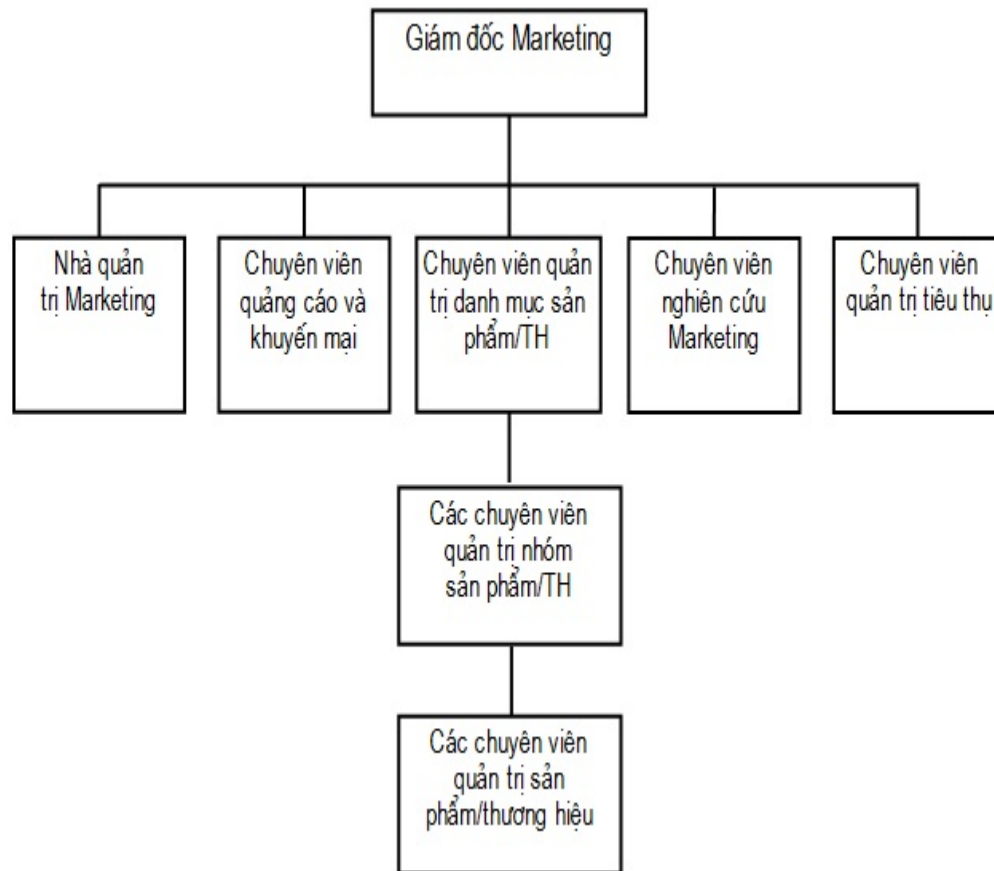 Giám đốc Marketing
Nhà quản
trị Marketing
Chuyên viên
quảng cáo và
khuyến mại
Chuyên viên quản
trị danh mục sản
phẩm/TH
Chuyên viên
nghiên cứu
Marketing
Chuyên viên
quản trị tiêu thụ
Các chuyên viên
quản trị nhóm
sản phẩm/TH
Các chuyên viên
quản trị sản
phẩm/thương hiệu